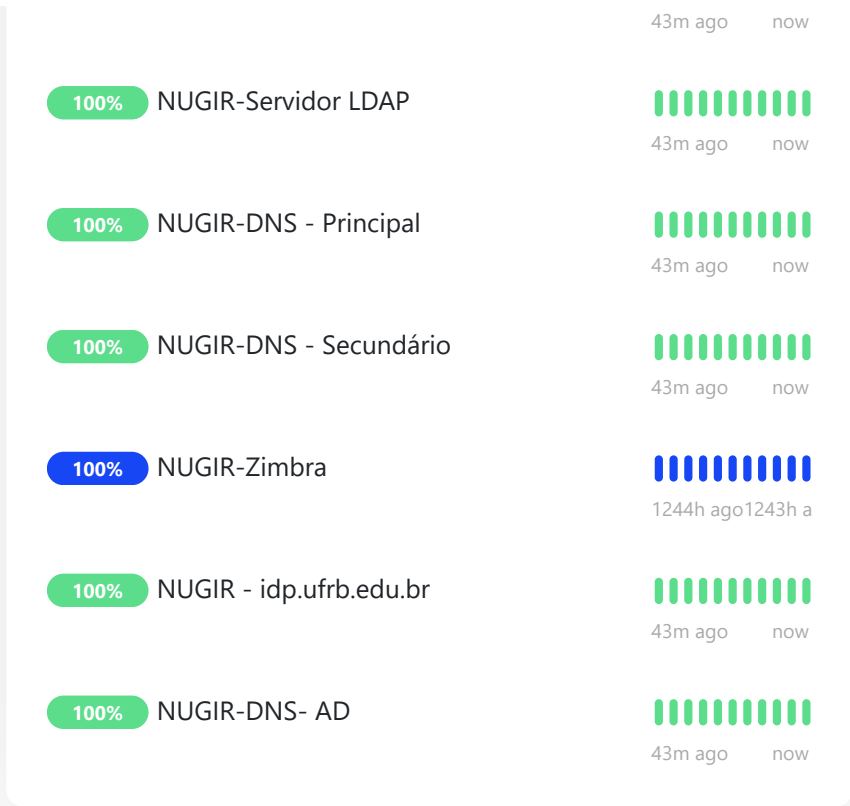 43m ago now
100% NUGIR-Servidor LDAP
43m ago now
100% NUGIR-DNS - Principal
43m ago now
100% NUGIR-DNS - Secundário
43m ago now
100% NUGIR-Zimbra
1244h ago1243h a
100% NUGIR - idp.ufrb.edu.br
43m ago now
100% NUGIR-DNS- AD
43m ago now